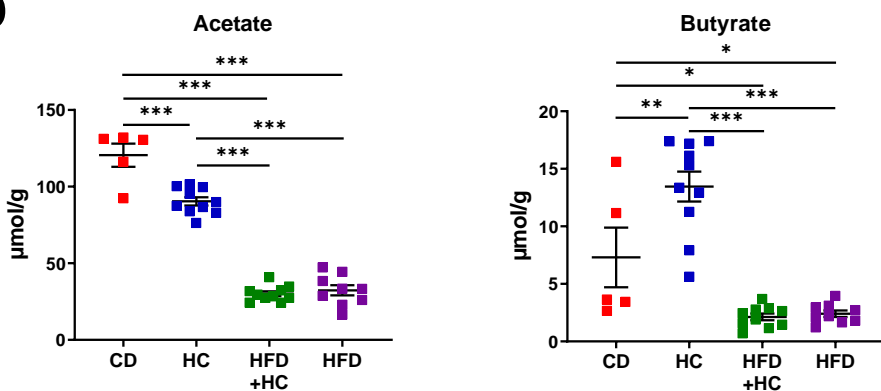 Acetate
***
***
***
***
***
150
100
50
0
µmol/g
CD
HC
HFD
+HC
HFD
Butyrate
*
*
***
**
***
20
15
10
5
0
µmol/g
CD
HC
HFD
+HC
HFD